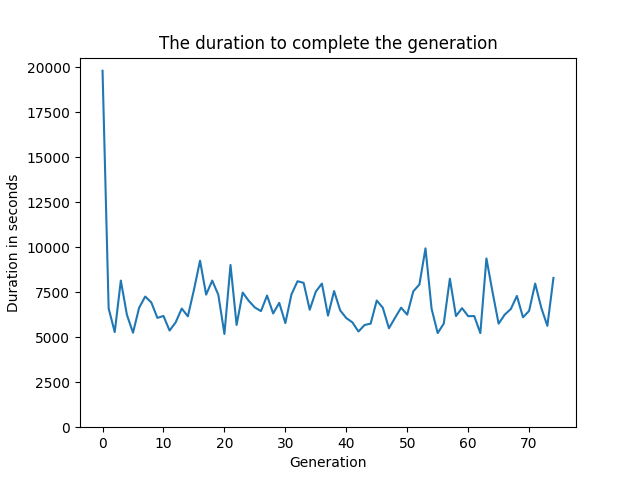 The duration to complete the generation
20000
17500
15000
12500
10000
7500
5000
2500
0
Duration in seconds
0 10 20 30 40 50 60 70
Generation